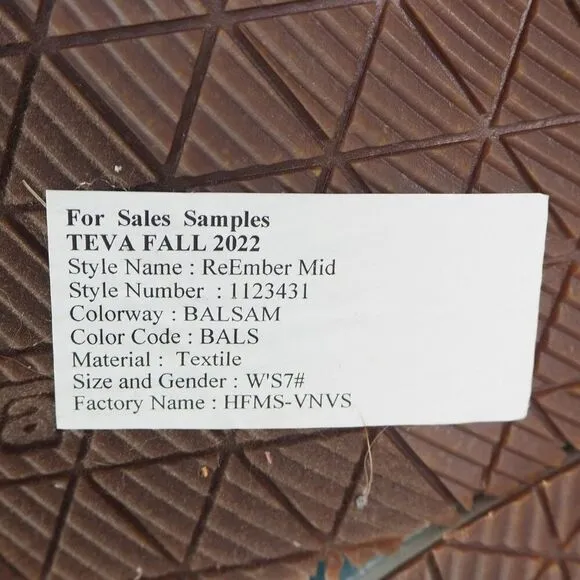 For Sales Samples
TEVA FALL 2022
Style Name : ReEmber Mid
Style Number : 1123431
Colorway : BALSAM
Color Code : BALS
Material : Textile
Size and Gender : W'S7#
Factory Name : HFMS-VNVS